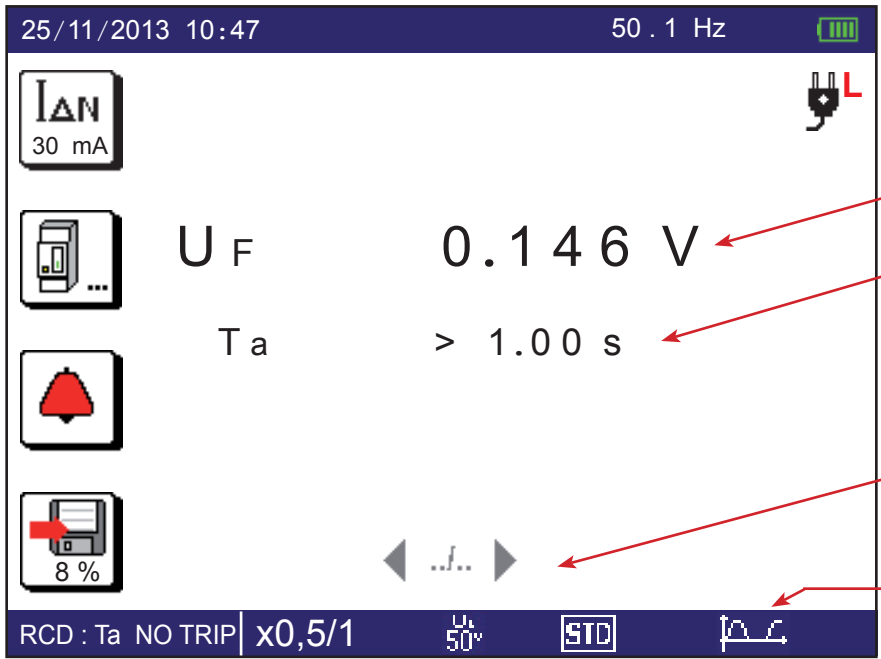 25/11/2013 10:47 50.1 Hz
IΔN
30 mA
L
UF 0.146 V
...
Ta > 1.00 s
8 %
../..
RCD : Ta NO TRIP x0,5/1 UL 50V STD